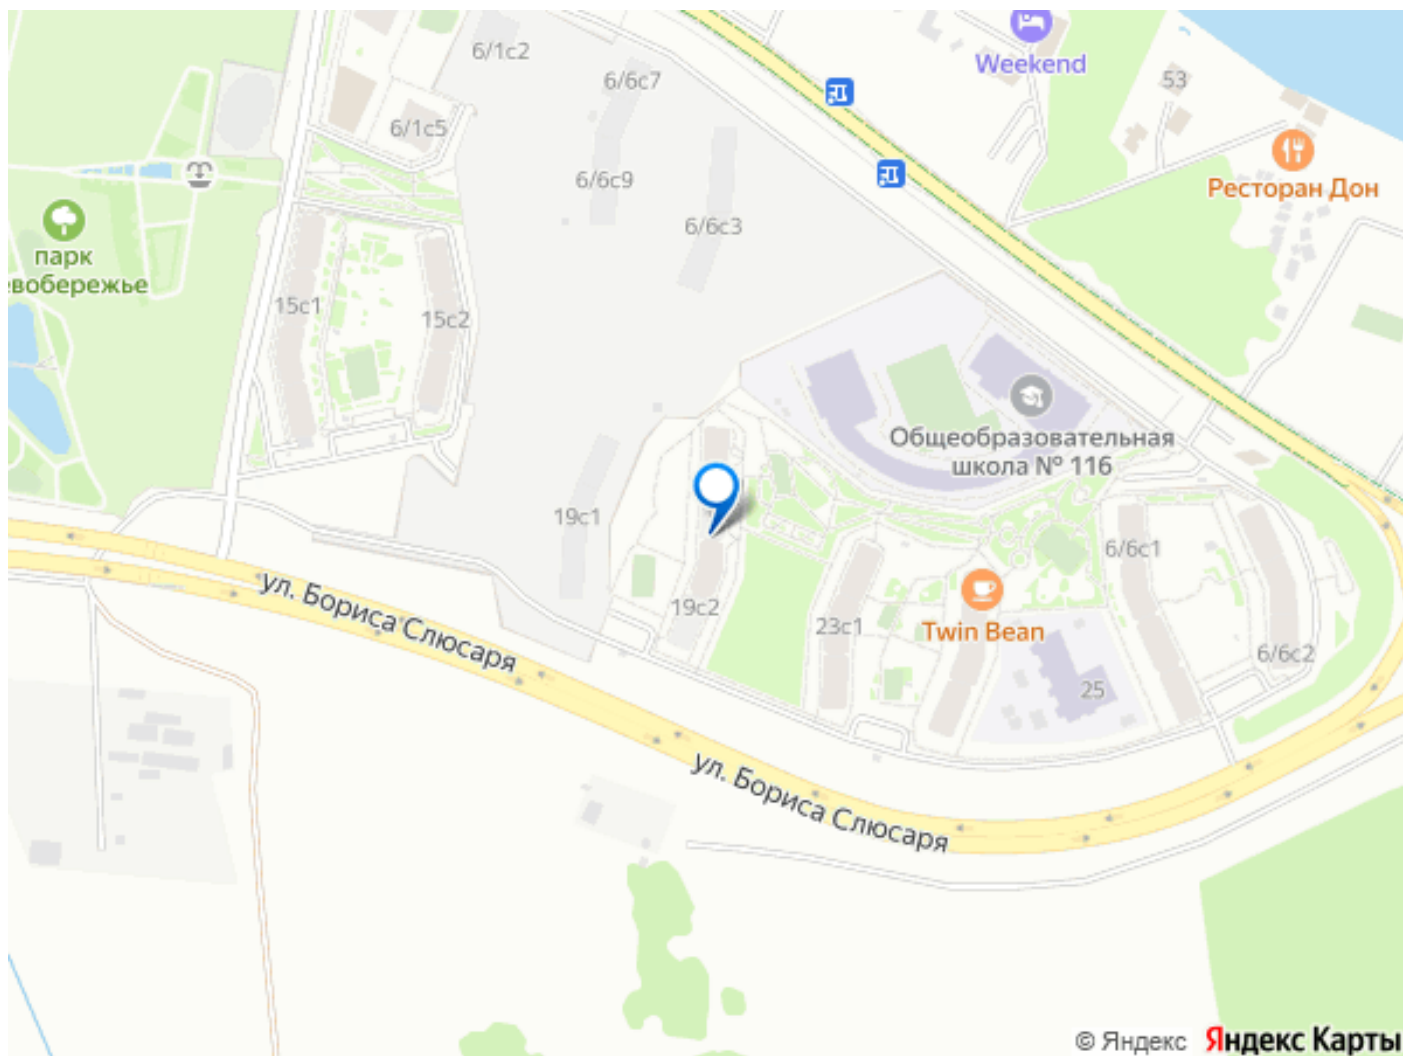 6/1с2
6/6с7
Weekend
53
6/1с5
6/6с9
Ресторан Дон
6/6с3
парк
евобережье
15с1
15с2
Общеобразовательная
школа № 116
19с1
6/6с1
ул. Бориса Слюсаря
19с2
23с1
Twin Bean
6/6с2
25
ул. Бориса Слюсаря
© Яндекс Яндекс Карты